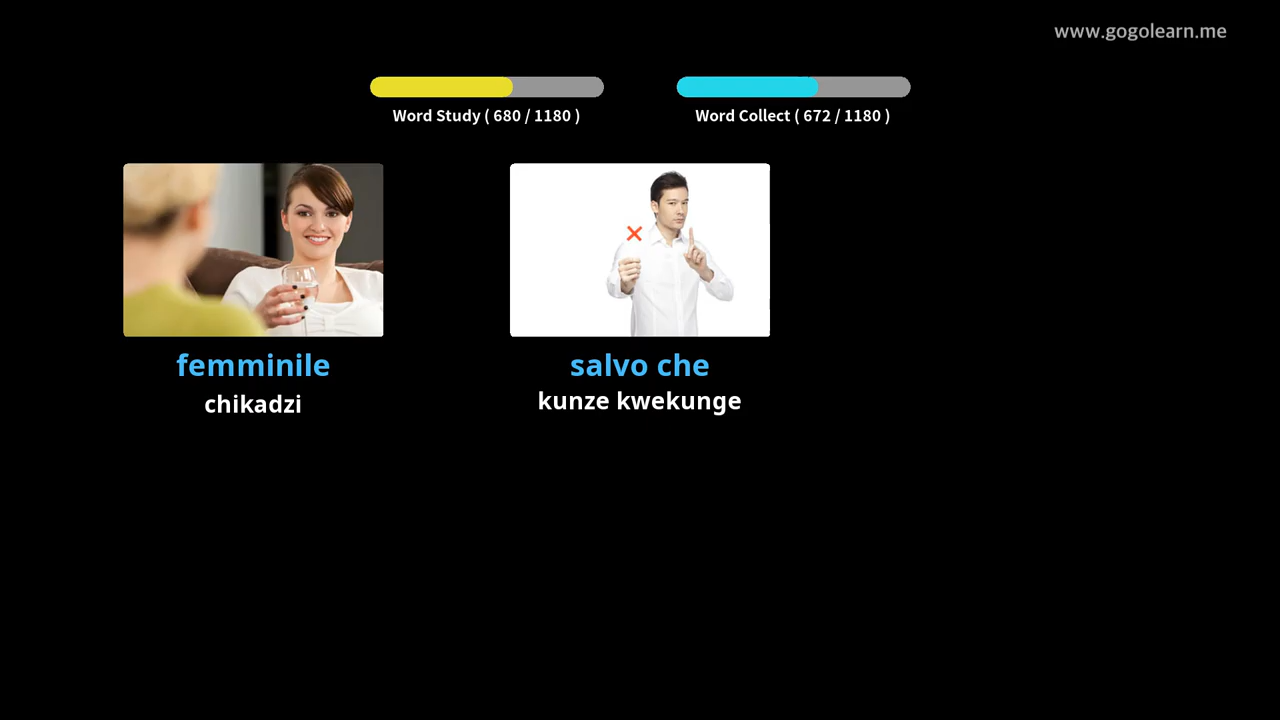 www.gogolearn.me
Word Study ( 680 / 1180 )
Word Collect ( 672 / 1180 )
femminile
chikadzi
salvo che
kunze kwekunge